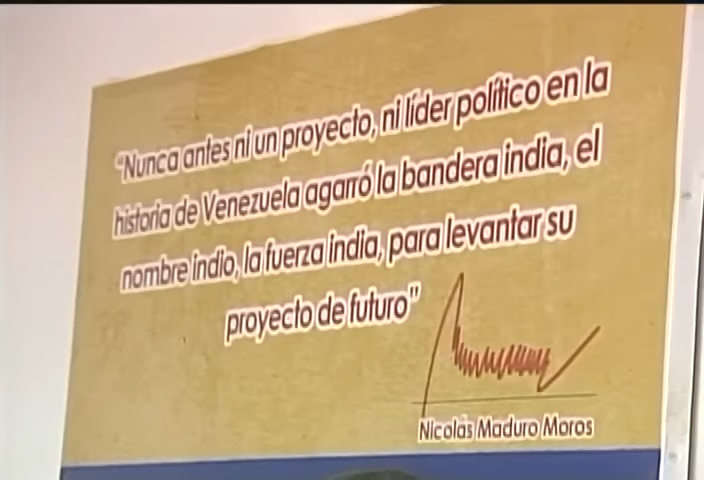 "Nunca antes ni un proyecto, ni líder político en la
historia de Venezuela agarró la bandera india, el
nombre indio, la fuerza india, para levantar su
proyecto de futuro"
Nicolás Maduro Moros